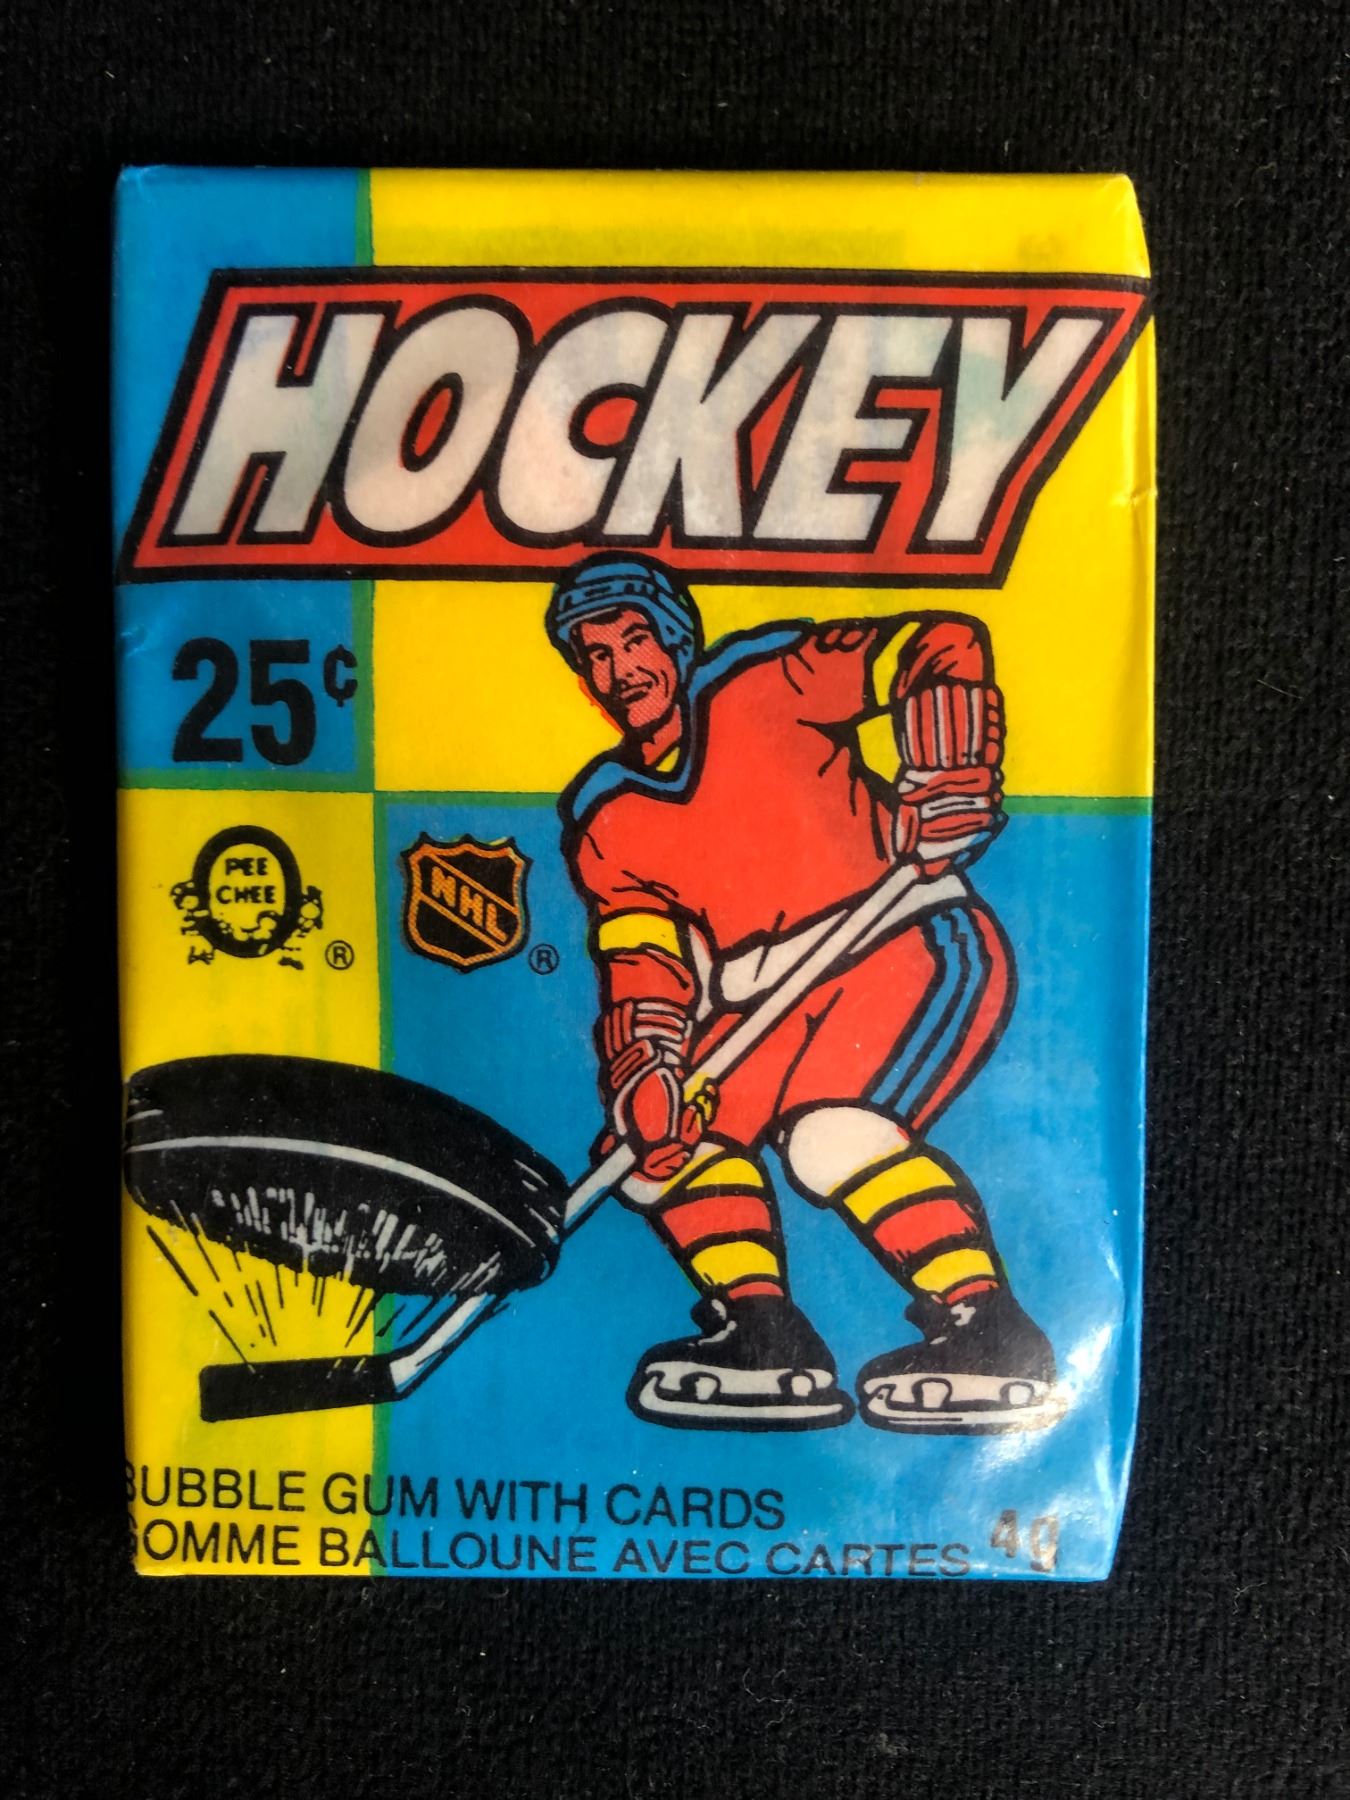 HOCKEY
25¢
PEE
CHEE
®
NHL
®
BUBBLE GUM WITH CARDS
GOMME BALLOUNE AVEC CARTES 4g